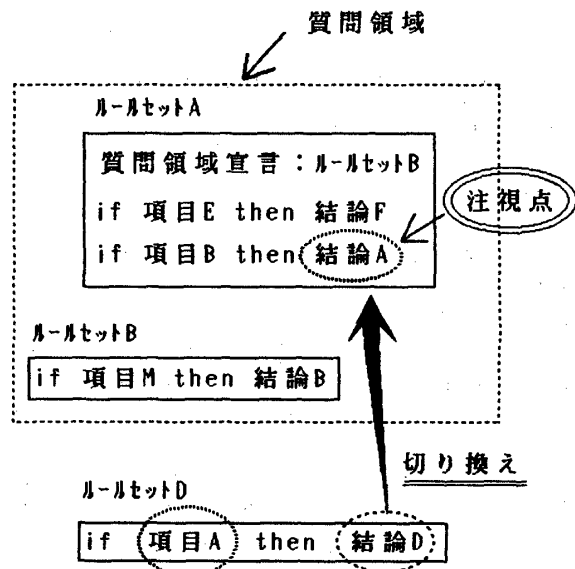 質問領域
ルールセットA
質問領域宣言：ルールセットB
if 項目E then 結論F
注視点
if 項目B then 結論A
ルールセットB
if 項目M then 結論B
切り換え
ルールセットD
if 項目A then 結論D